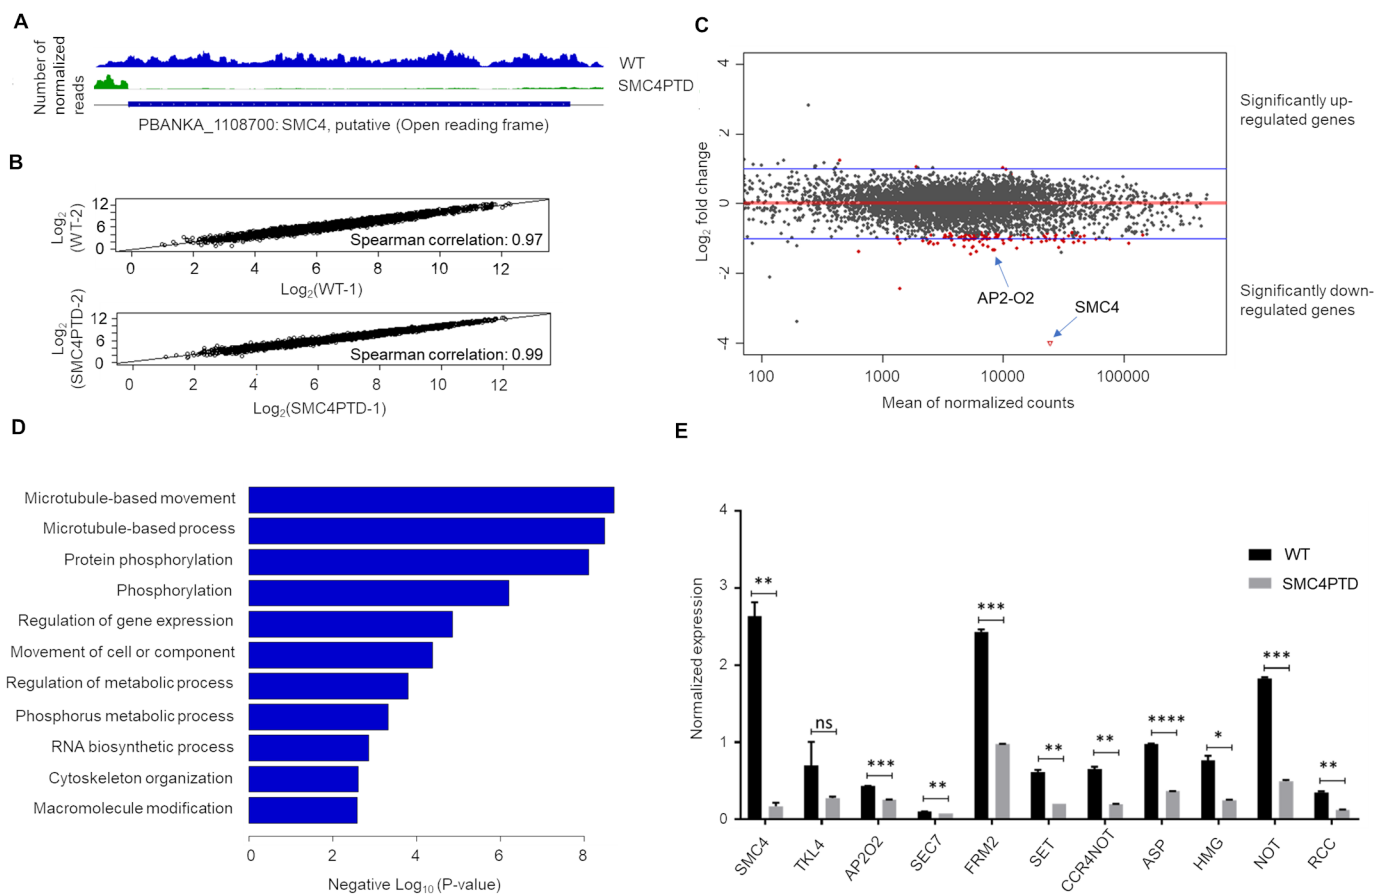 A
Number of
normalized
reads
WT
SMC4PTD
PBANKA_1108700: SMC4, putative (Open reading frame)
B
Log2
(WT-2)
12
8
4
0
Spearman correlation: 0.97
0 2 4 6 8 10 12
Log2(WT-1)
Log2
(SMC4PTD-2)
12
8
4
0
Spearman correlation: 0.99
0 2 4 6 8 10 12
Log2(SMC4PTD-1)
C
Log2 fold change
4
2
0
-2
-4
AP2-O2
SMC4
100 1000 10000 100000
Mean of normalized counts
Significantly up-
regulated genes
Significantly down-
regulated genes
D
Microtubule-based movement
Microtubule-based process
Protein phosphorylation
Phosphorylation
Regulation of gene expression
Movement of cell or component
Regulation of metabolic process
Phosphorus metabolic process
RNA biosynthetic process
Cytoskeleton organization
Macromolecule modification
0 2 4 6 8
Negative Log10 (P-value)
E
Normalized expression
4
3
2
1
0
WT
SMC4PTD
** ns *** ** *** ** ** **** * *** **
SMC4 TKL4 AP2O2 SEC7 FRM2 SET CCR4NOT ASP HMG NOT RCC